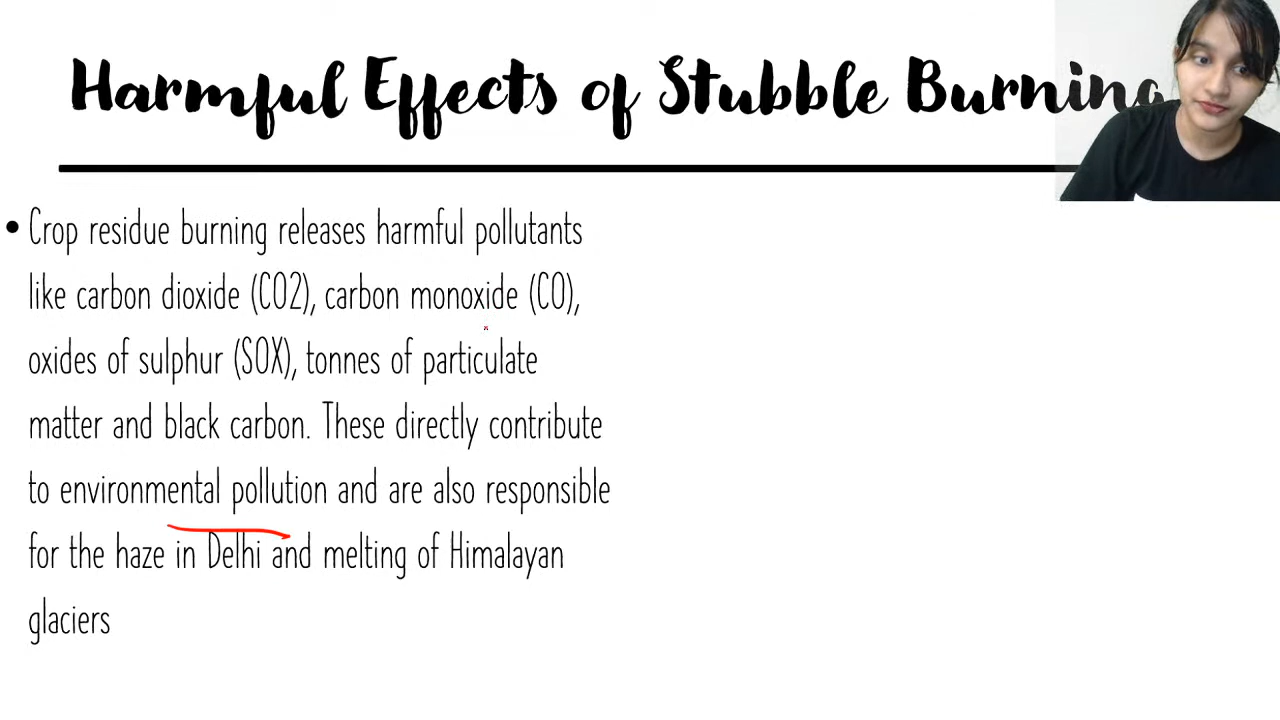 Harmful Effects of Stubble Burning
• Crop residue burning releases harmful pollutants
like carbon dioxide (CO2), carbon monoxide (CO),
oxides of sulphur (SOX), tonnes of particulate
matter and black carbon. These directly contribute
to environmental pollution and are also responsible
for the haze in Delhi and melting of Himalayan
glaciers